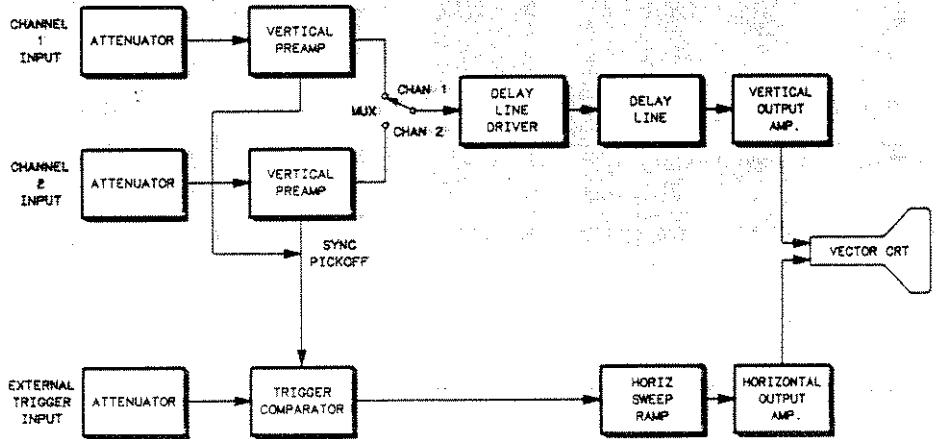 CHANNEL
1
INPUT
ATTENUATOR
VERTICAL
PREAMP
CHAN 1
MUX
CHAN 2
DELAY
LINE
DRIVER
DELAY
LINE
VERTICAL
OUTPUT
AMP.
CHANNEL
2
INPUT
ATTENUATOR
VERTICAL
PREAMP
SYNC
PICKOFF
VECTOR CRT
EXTERNAL
TRIGGER
INPUT
ATTENUATOR
TRIGGER
COMPARATOR
HORIZ
SWEEP
RAMP
HORIZONTAL
OUTPUT
AMP.